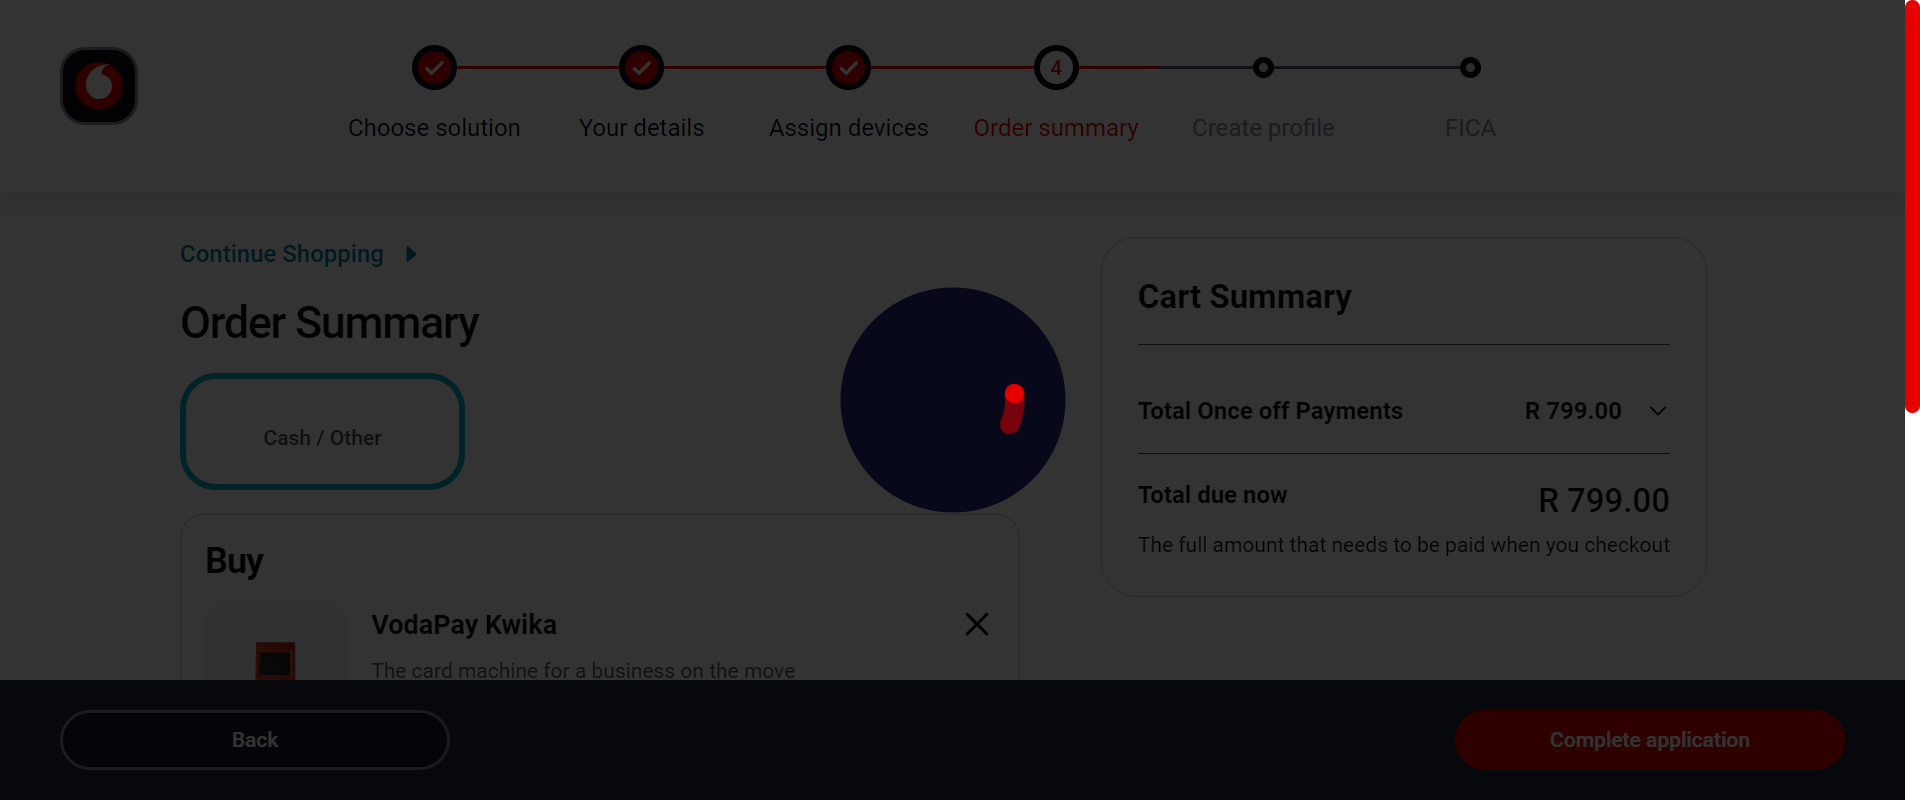 4
Choose solution
Your details
Assign devices
Order summary
Create profile
FICA
Continue Shopping
Order Summary
Cash / Other
Buy
VodaPay Kwika
The card machine for a business on the move
Cart Summary
Total Once off Payments R 799.00
Total due now R 799.00
The full amount that needs to be paid when you checkout
Back
Complete application